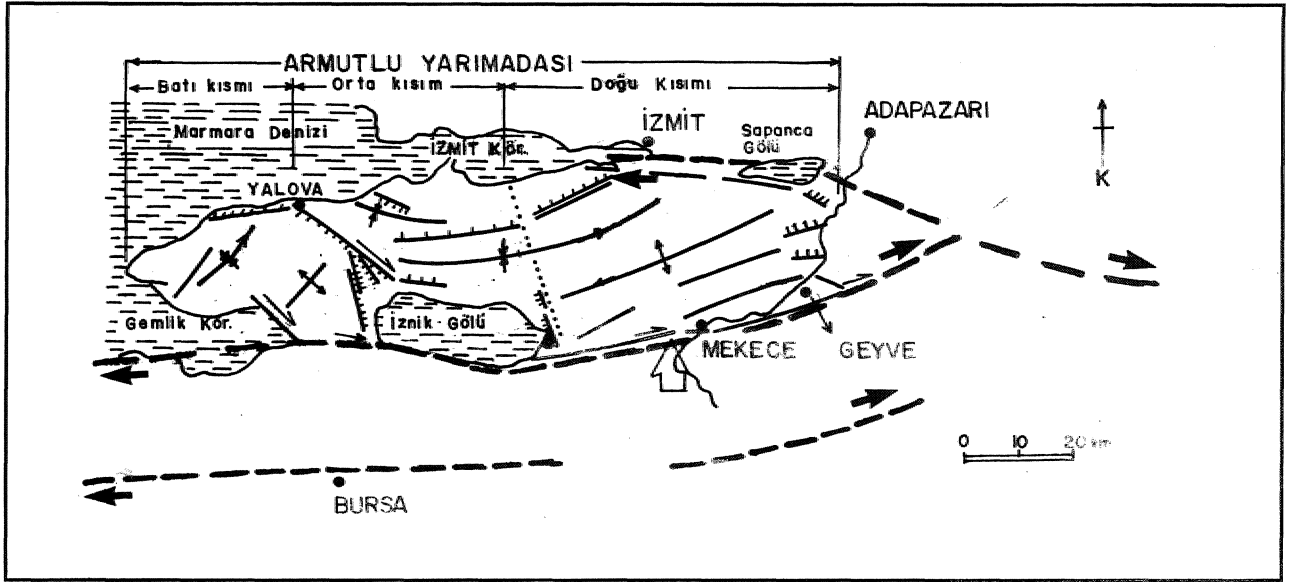 ARMUTLU YARIMADASI
Batı kısmı
Orta kısım
Doğu Kısımı
ADAPAZARI
Marmara Denizi
İZMİT
İZMİT Kör.
Sapanca
Gölü
K
YALOVA
Gemlik Kör.
İznik Gölü
MEKECE
GEYVE
0 10 20 km
BURSA